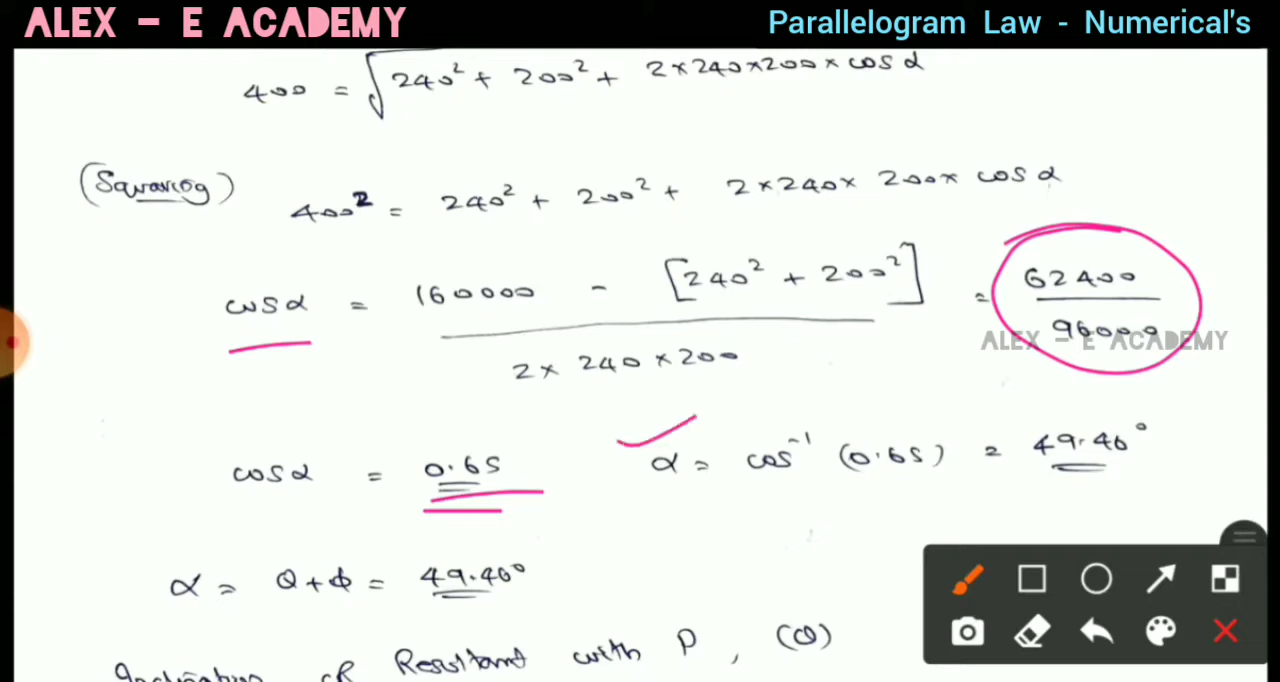 ALEX – E ACADEMY
Parallelogram Law - Numerical's
400 = √240² + 200² + 2×240×200×cos α
(Squaring)
400² = 240² + 200² + 2×240×200×cos α
cos α = 160000 - [240² + 200²] / 2×240×200 = 62400 / 96000
ALEX – E ACADEMY
cos α = 0.65
α = cos⁻¹ (0.65) = 49.46°
α = θ+ϕ = 49.46°
Inclination of Resultant with P, (θ)